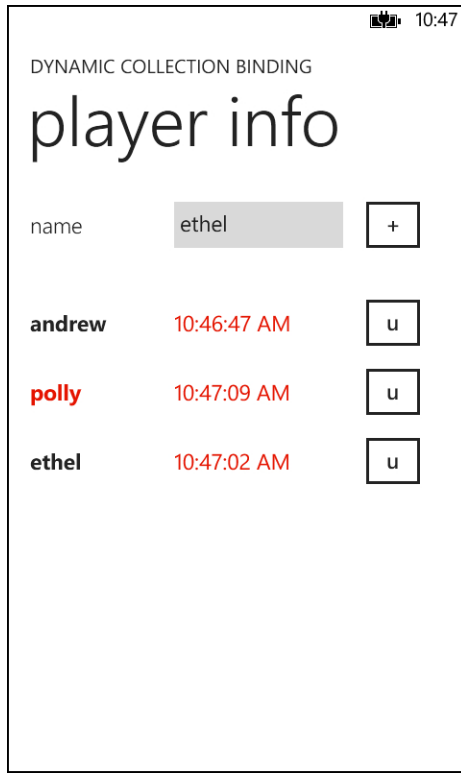 10:47
DYNAMIC COLLECTION BINDING
player info
name ethel +
andrew 10:46:47 AM u
polly 10:47:09 AM u
ethel 10:47:02 AM u